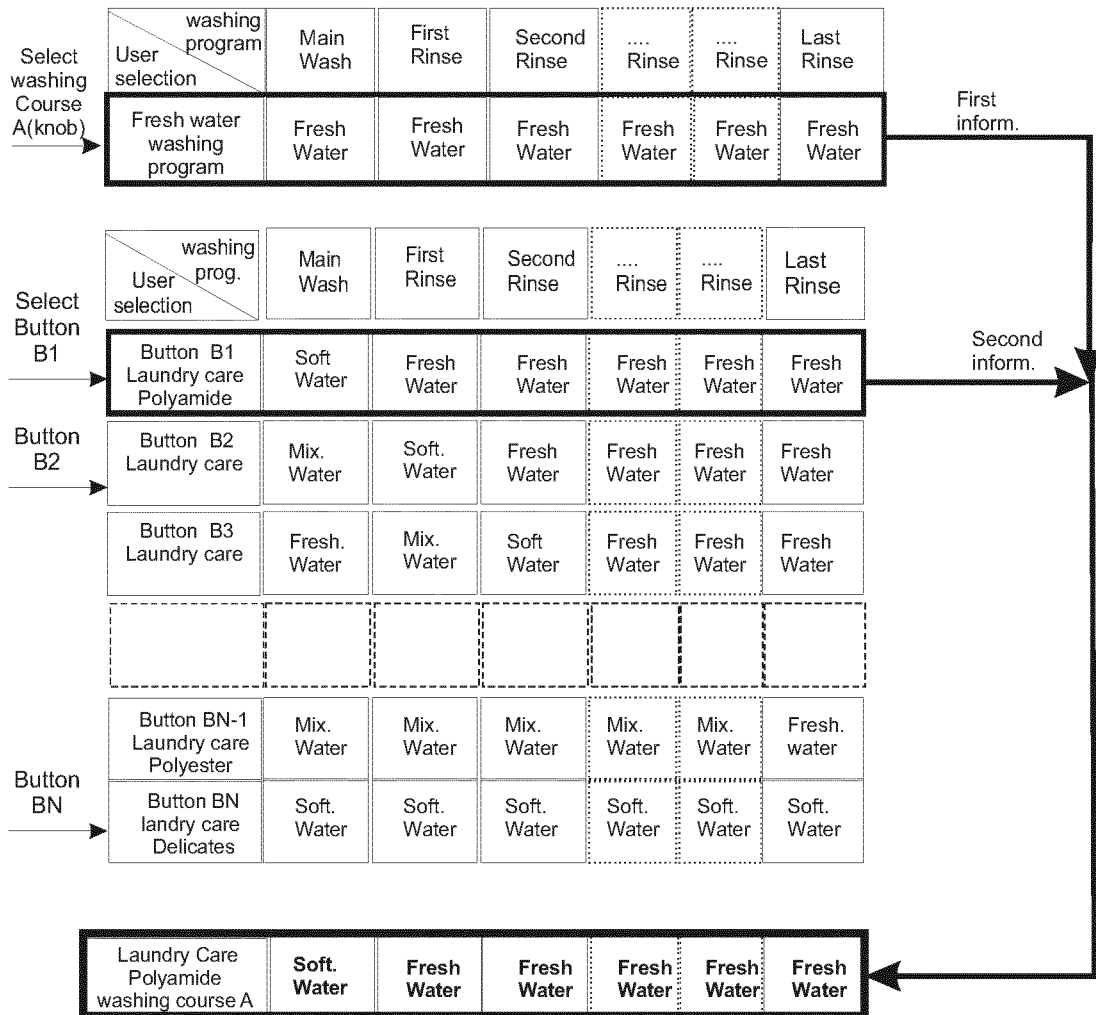 Select
washing
Course
A(knob)
washing
program
User
selection
Main
Wash
First
Rinse
Second
Rinse
....
Rinse
....
Rinse
Last
Rinse
Fresh water
washing
program
Fresh
Water
Fresh
Water
Fresh
Water
Fresh
Water
Fresh
Water
Fresh
Water
First
inform.
Select
Button
B1
washing
prog.
User
selection
Main
Wash
First
Rinse
Second
Rinse
....
Rinse
....
Rinse
Last
Rinse
Button B1
Laundry care
Polyamide
Soft
Water
Fresh
Water
Fresh
Water
Fresh
Water
Fresh
Water
Fresh
Water
Second
inform.
Button
B2
Button B2
Laundry care
Mix.
Water
Soft.
Water
Fresh
Water
Fresh
Water
Fresh
Water
Fresh
Water
Button B3
Laundry care
Fresh.
Water
Mix.
Water
Soft
Water
Fresh
Water
Fresh
Water
Fresh
Water
Button BN-1
Laundry care
Polyester
Mix.
Water
Mix.
Water
Mix.
Water
Mix.
Water
Mix.
Water
Fresh.
water
Button
BN
Button BN
landry care
Delicates
Soft.
Water
Soft.
Water
Soft.
Water
Soft.
Water
Soft.
Water
Soft.
Water
Laundry Care
Polyamide
washing course A
Soft.
Water
Fresh
Water
Fresh
Water
Fresh
Water
Fresh
Water
Fresh
Water